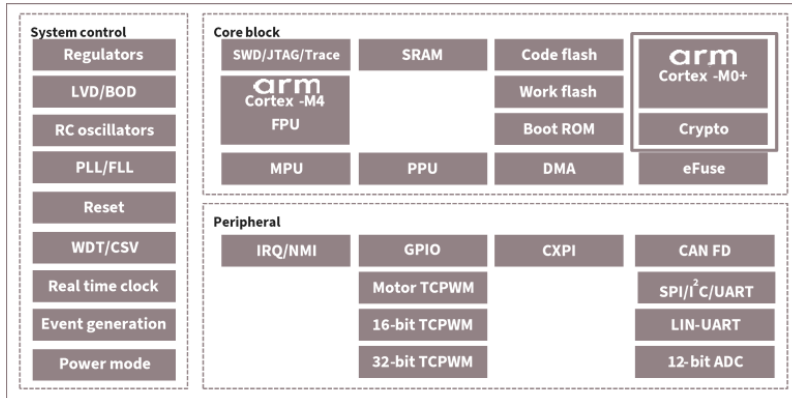 System control
Regulators
LVD/BOD
RC oscillators
PLL/FLL
Reset
WDT/CSV
Real time clock
Event generation
Power mode
Core block
SWD/JTAG/Trace
SRAM
Code flash
arm
Cortex -M0+
arm
Cortex -M4
FPU
Work flash
Boot ROM
Crypto
MPU
PPU
DMA
eFuse
Peripheral
IRQ/NMI
GPIO
CXPI
CAN FD
Motor TCPWM
SPI/I²C/UART
16-bit TCPWM
LIN-UART
32-bit TCPWM
12-bit ADC